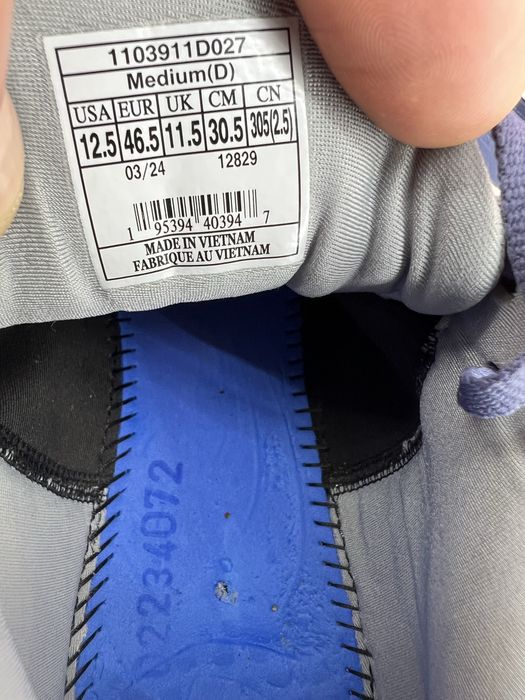 1103911D027
Medium(D)
USA EUR UK CM CN
12.5 46.5 11.5 30.5 305(2.5)
03/24 12829
1 95394 40394 7
MADE IN VIETNAM
FABRIQUE AU VIETNAM
02234072